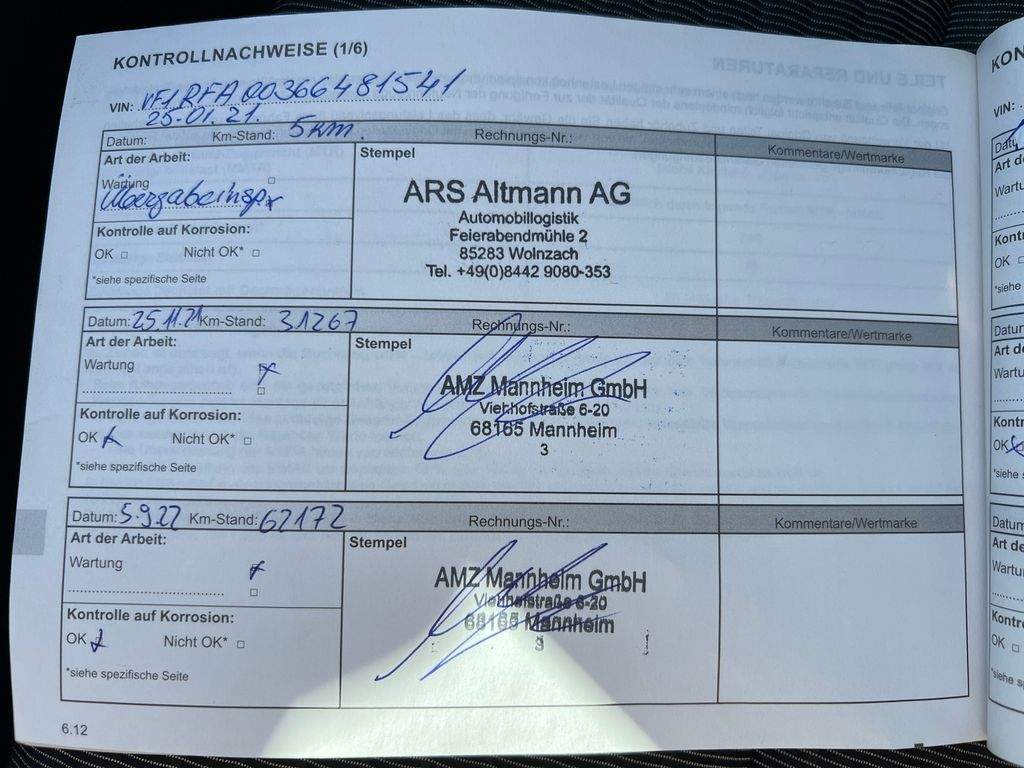 KONTROLLNACHWEISE (1/6)
VIN: VF1RFA00366481541
25.01.21.
Datum: Km-Stand: 5km. Rechnungs-Nr.: Kommentare/Wertmarke
Art der Arbeit: Stempel
Wartung □
Übergabeinsp.
Kontrolle auf Korrosion:
OK □ Nicht OK* □
*siehe spezifische Seite
ARS Altmann AG
Automobillogistik
Feierabendmühle 2
85283 Wolnzach
Tel. +49(0)8442 9080-353
Datum: 25.11.21 Km-Stand: 31267 Rechnungs-Nr.: Kommentare/Wertmarke
Art der Arbeit: Stempel
Wartung
Kontrolle auf Korrosion:
OK Nicht OK* □
*siehe spezifische Seite
AMZ Mannheim GmbH
Viehhofstraße 6-20
68165 Mannheim
3
Datum: 5.9.22 Km-Stand: 62172 Rechnungs-Nr.: Kommentare/Wertmarke
Art der Arbeit: Stempel
Wartung
Kontrolle auf Korrosion:
OK Nicht OK* □
*siehe spezifische Seite
AMZ Mannheim GmbH
Viehhofstraße 6-20
68165 Mannheim
3
6.12
TEILE UND REPARATUREN
VIN: